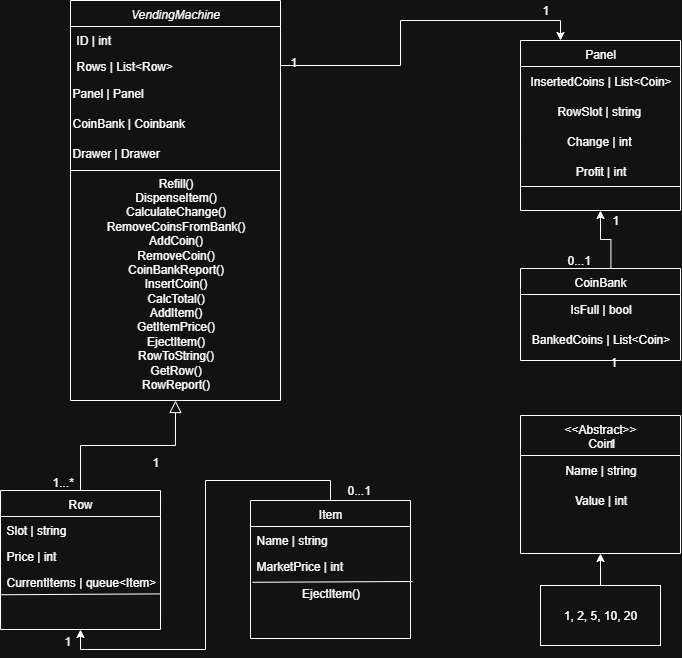 VendingMachine
ID | int
Rows | List<Row>
Panel | Panel
CoinBank | Coinbank
Drawer | Drawer
Refill()
DispenseItem()
CalculateChange()
RemoveCoinsFromBank()
AddCoin()
RemoveCoin()
CoinBankReport()
InsertCoin()
CalcTotal()
AddItem()
GetItemPrice()
EjectItem()
RowToString()
GetRow()
RowReport()
1
1
Panel
InsertedCoins | List<Coin>
RowSlot | string
Change | int
Profit | int
1
0...1
CoinBank
IsFull | bool
BankedCoins | List<Coin>
1
<<Abstract>>
CoinI
Name | string
Value | int
1, 2, 5, 10, 20
1
1...*
Row
Slot | string
Price | int
CurrentItems | queue<Item>
1
0...1
Item
Name | string
MarketPrice | int
EjectItem()